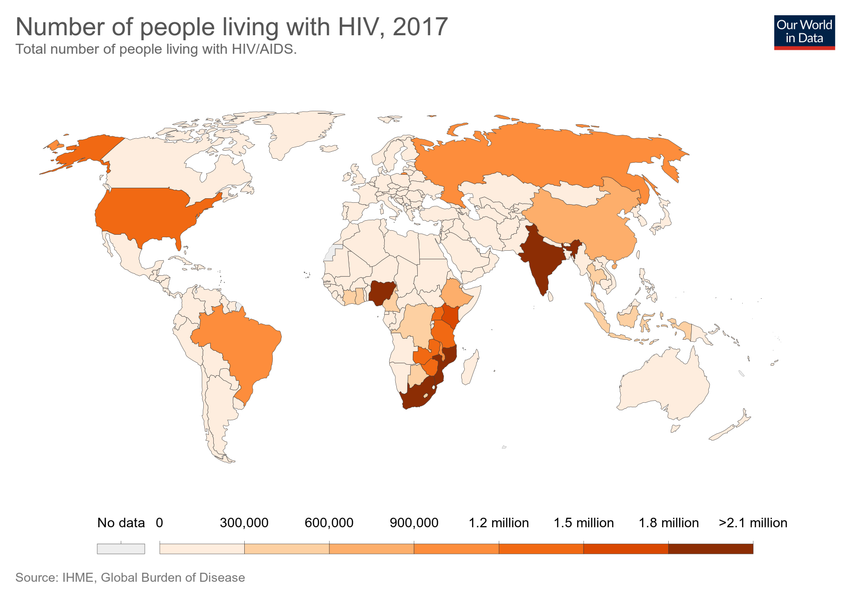 Number of people living with HIV, 2017
Total number of people living with HIV/AIDS.
Our World
in Data
No data 0 300,000 600,000 900,000 1.2 million 1.5 million 1.8 million >2.1 million
Source: IHME, Global Burden of Disease